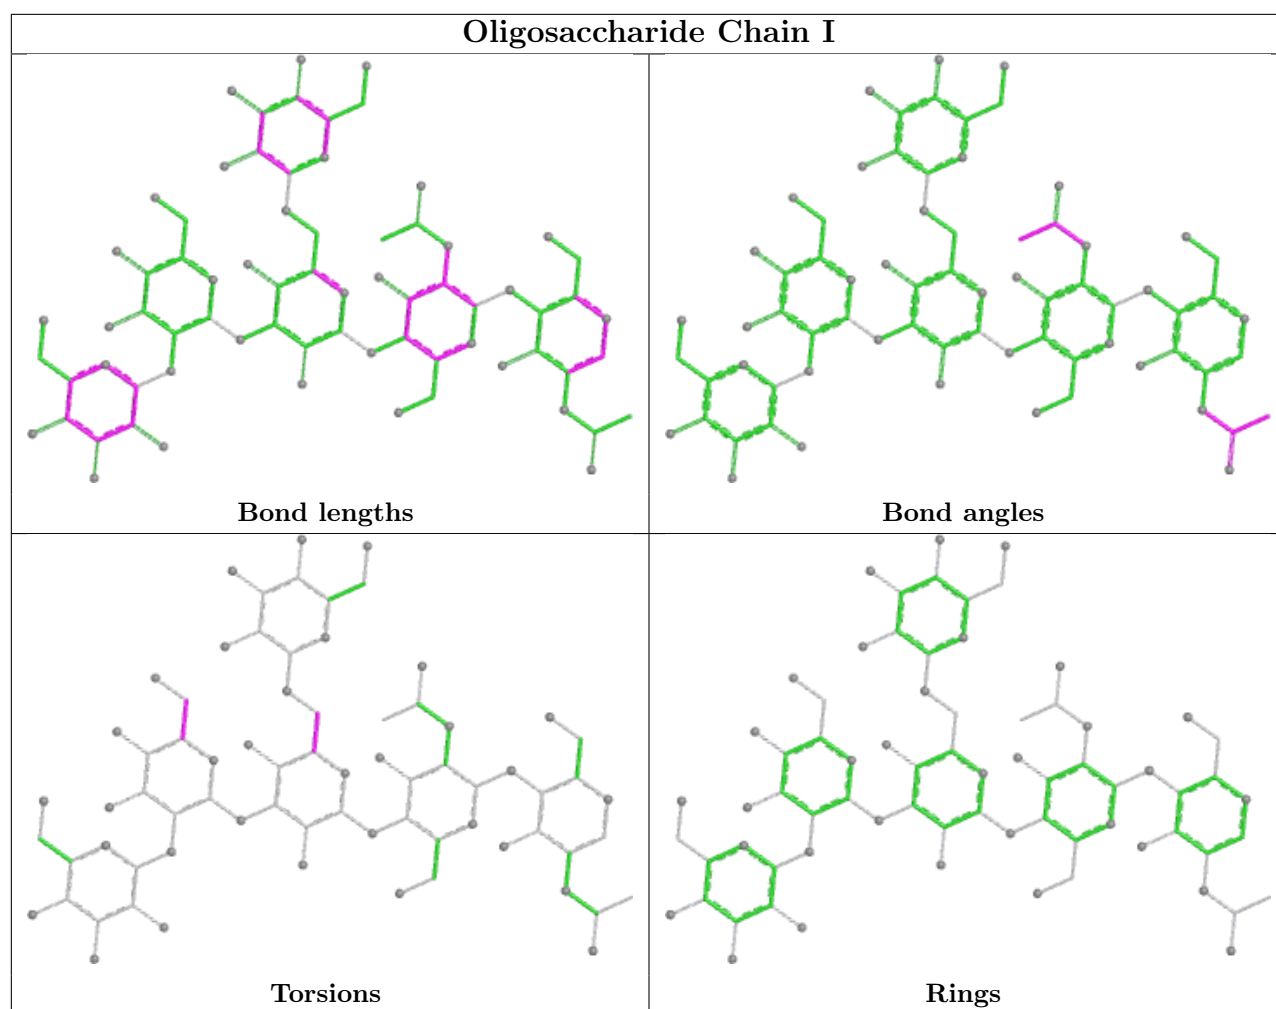 Oligosaccharide Chain I
Bond lengths
Bond angles
Torsions
Rings